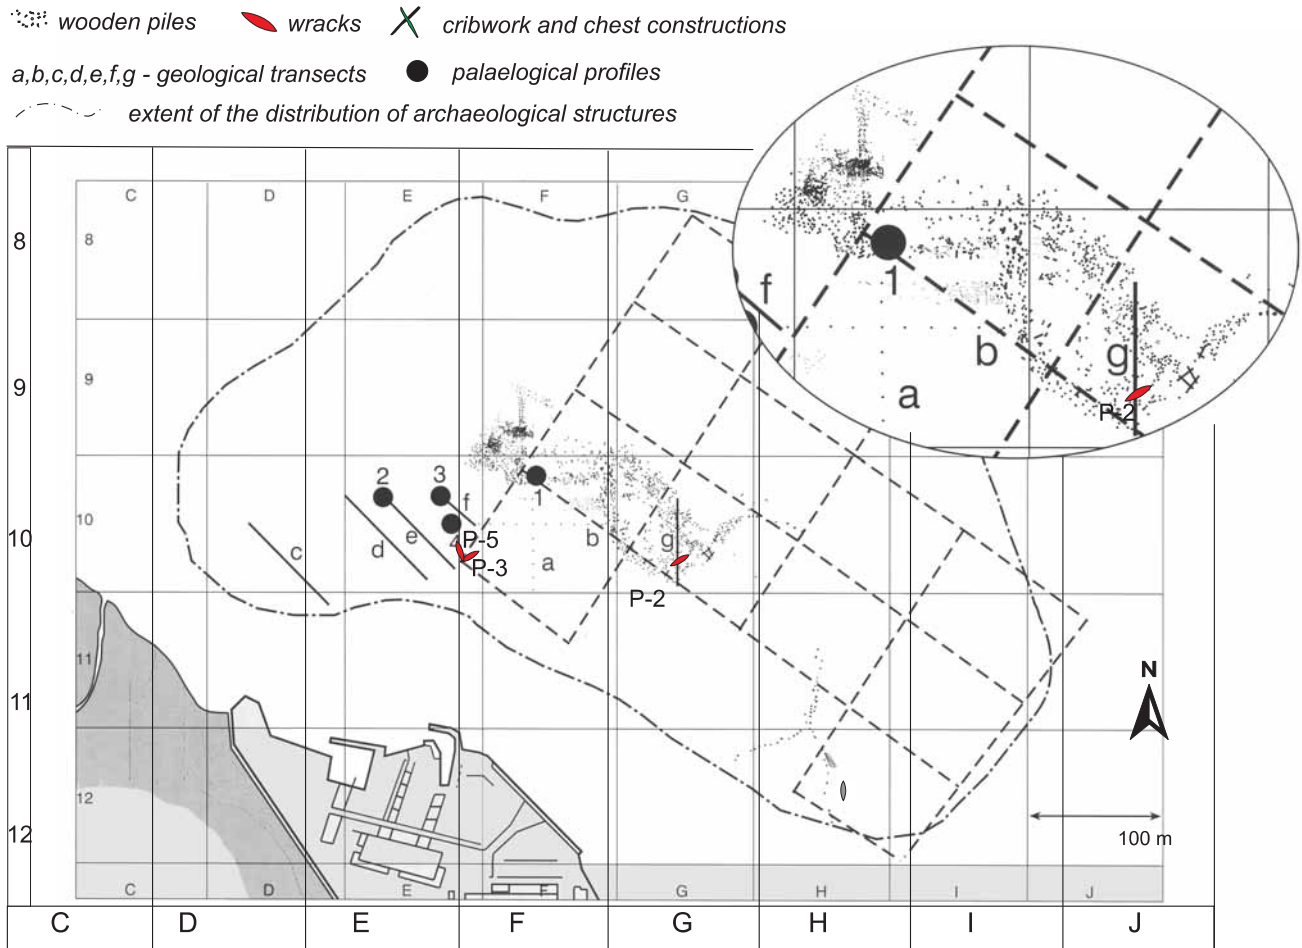 wooden piles wracks cribwork and chest constructions
a,b,c,d,e,f,g - geological transects palaelogical profiles
extent of the distribution of archaeological structures
C D E F G
8 8
f 1 b g a P-2
9 9
2 3 1
10 10
f e d c 4 P-5 P-3 a b g P-2
11 11
N
12 12
100 m
C D E F G H I J
C D E F G H I J